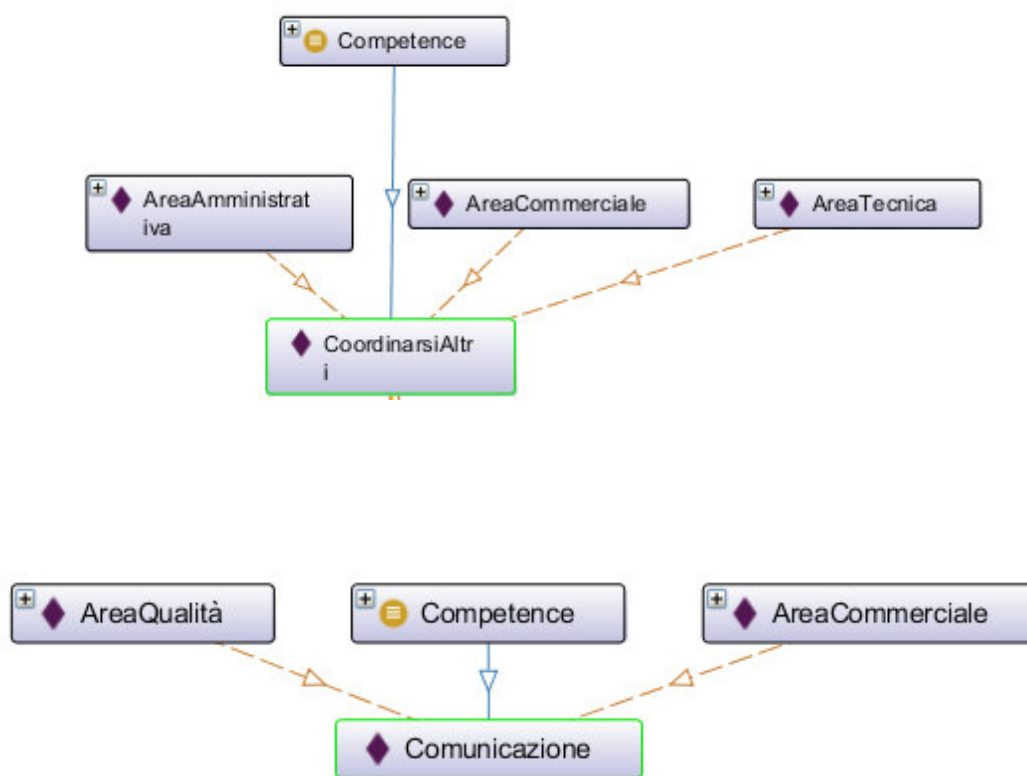 Competence
AreaAmministrat
iva
AreaCommerciale
AreaTecnica
CoordinarsiAltr
i
AreaQualità
Competence
AreaCommerciale
Comunicazione